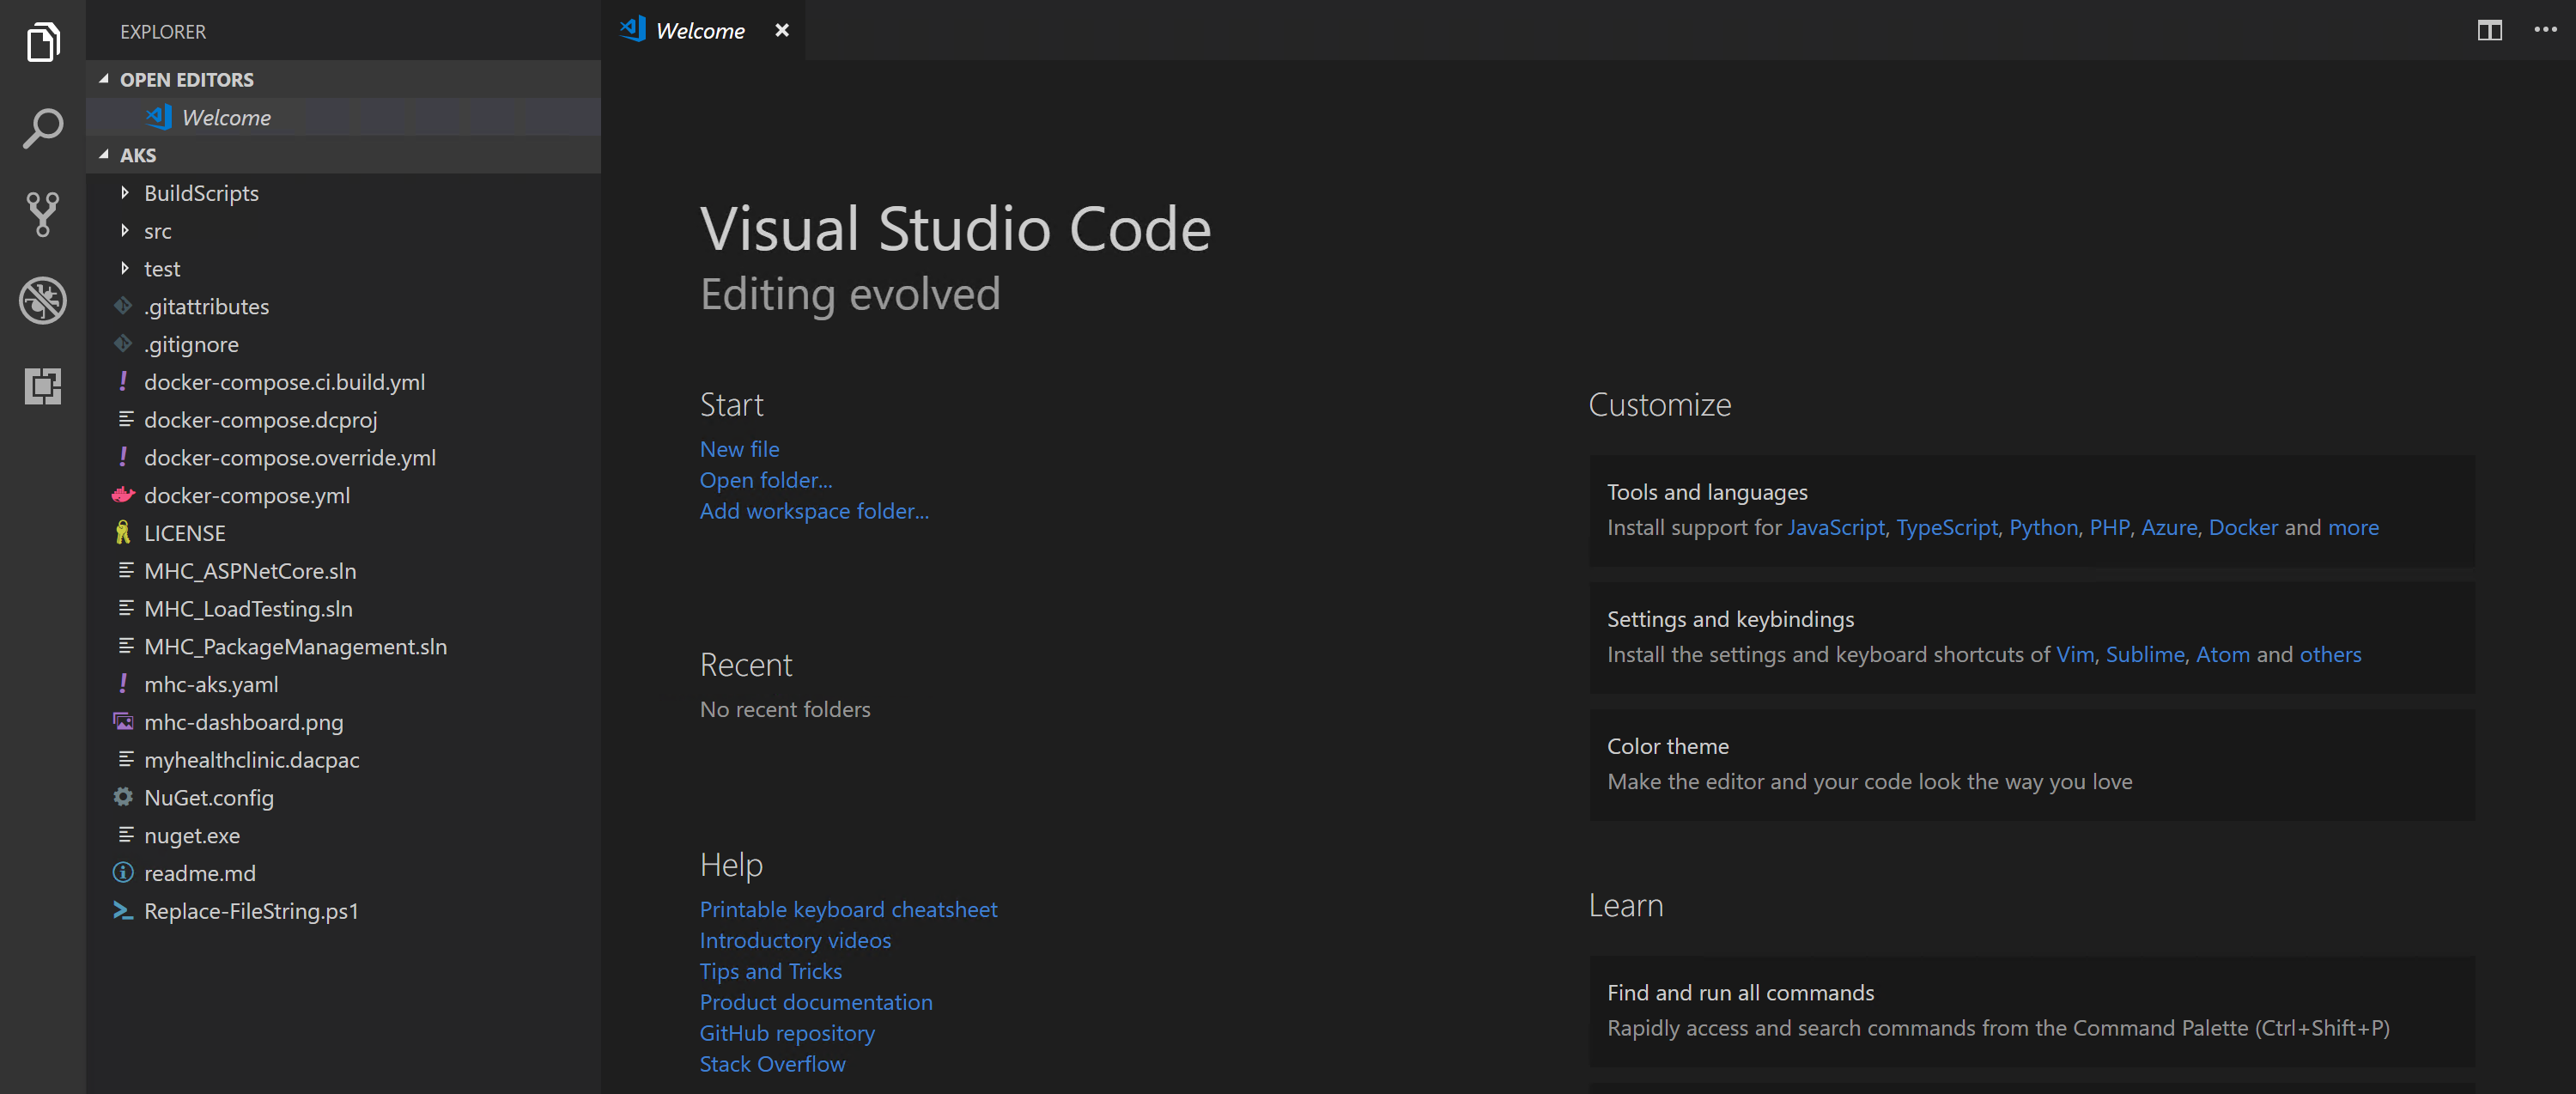 EXPLORER
OPEN EDITORS
Welcome
AKS
BuildScripts
src
test
.gitattributes
.gitignore
docker-compose.ci.build.yml
docker-compose.dcproj
docker-compose.override.yml
docker-compose.yml
LICENSE
MHC_ASPNetCore.sln
MHC_LoadTesting.sln
MHC_PackageManagement.sln
mhc-aks.yaml
mhc-dashboard.png
myhealthclinic.dacpac
NuGet.config
nuget.exe
readme.md
Replace-FileString.ps1
Welcome
Visual Studio Code
Editing evolved
Start
New file
Open folder...
Add workspace folder...
Recent
No recent folders
Help
Printable keyboard cheatsheet
Introductory videos
Tips and Tricks
Product documentation
GitHub repository
Stack Overflow
Customize
Tools and languages
Install support for JavaScript, TypeScript, Python, PHP, Azure, Docker and more
Settings and keybindings
Install the settings and keyboard shortcuts of Vim, Sublime, Atom and others
Color theme
Make the editor and your code look the way you love
Learn
Find and run all commands
Rapidly access and search commands from the Command Palette (Ctrl+Shift+P)